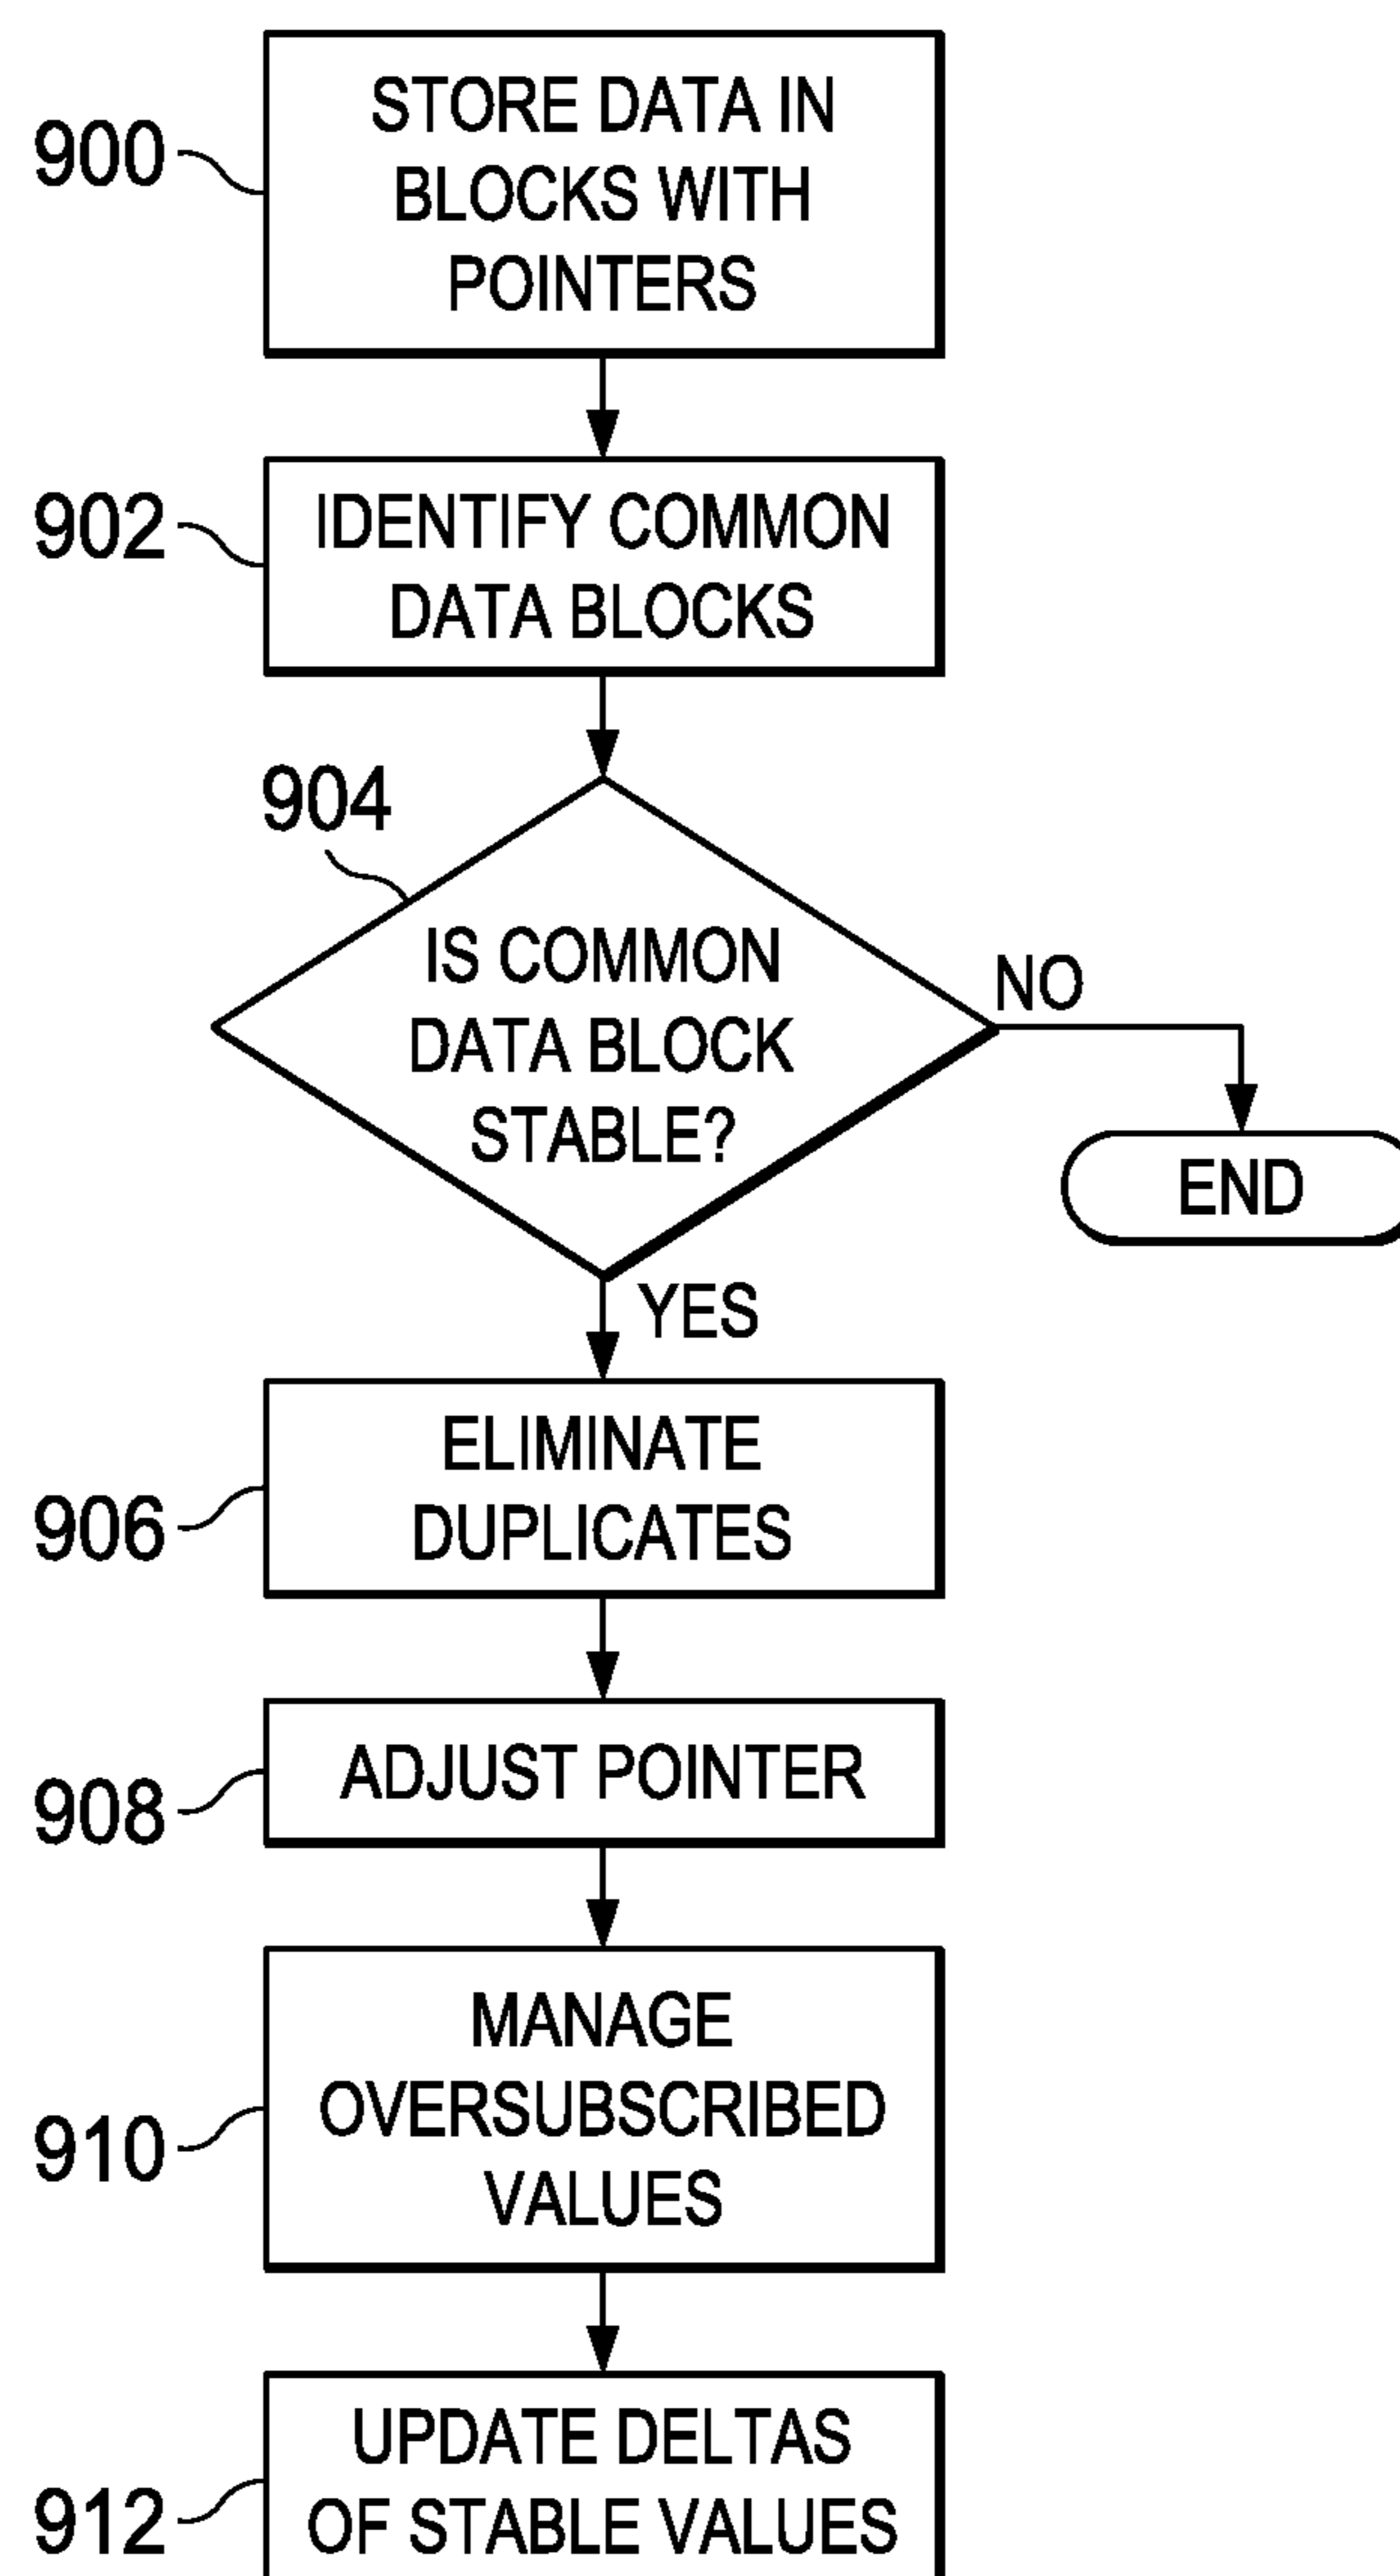 900
STORE DATA IN
BLOCKS WITH
POINTERS
902
IDENTIFY COMMON
DATA BLOCKS
904
IS COMMON
DATA BLOCK
STABLE?
NO
END
YES
906
ELIMINATE
DUPLICATES
908
ADJUST POINTER
910
MANAGE
OVERSUBSCRIBED
VALUES
912
UPDATE DELTAS
OF STABLE VALUES